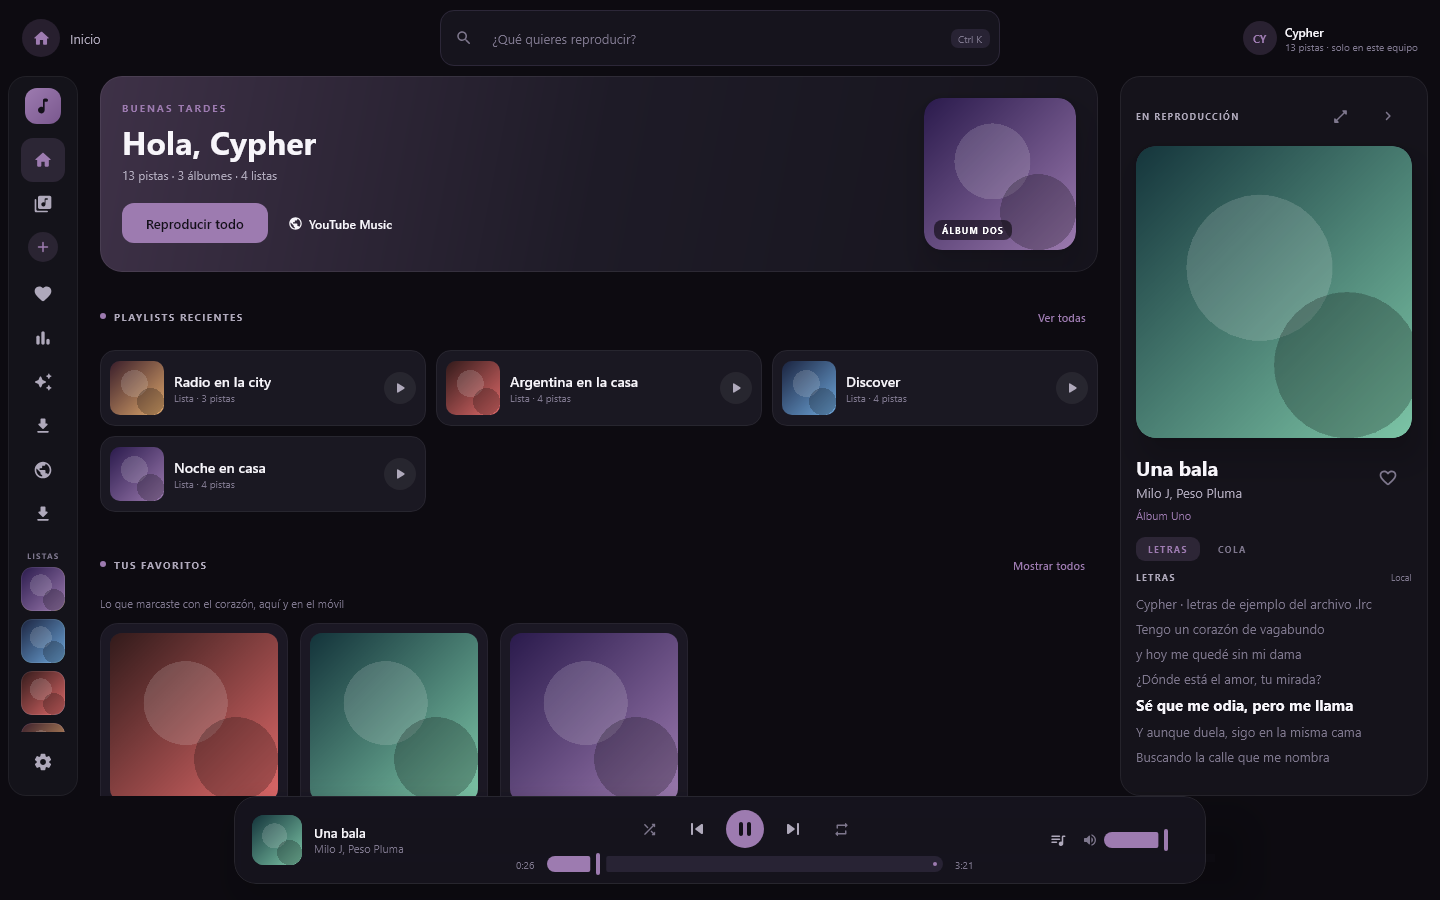 Inicio
¿Qué quieres reproducir?
Ctrl K
CY
Cypher
13 pistas · solo en este equipo
BUENAS TARDES
Hola, Cypher
13 pistas · 3 álbumes · 4 listas
Reproducir todo
YouTube Music
ÁLBUM DOS
PLAYLISTS RECIENTES
Ver todas
Radio en la city
Lista · 3 pistas
Argentina en la casa
Lista · 4 pistas
Discover
Lista · 4 pistas
Noche en casa
Lista · 4 pistas
TUS FAVORITOS
Mostrar todos
Lo que marcaste con el corazón, aquí y en el móvil
LISTAS
EN REPRODUCCIÓN
Una bala
Milo J, Peso Pluma
Álbum Uno
LETRAS
COLA
LETRAS
Local
Cypher · letras de ejemplo del archivo .lrc
Tengo un corazón de vagabundo
y hoy me quedé sin mi dama
¿Dónde está el amor, tu mirada?
Sé que me odia, pero me llama
Y aunque duela, sigo en la misma cama
Buscando la calle que me nombra
Una bala
Milo J, Peso Pluma
0:26
3:21